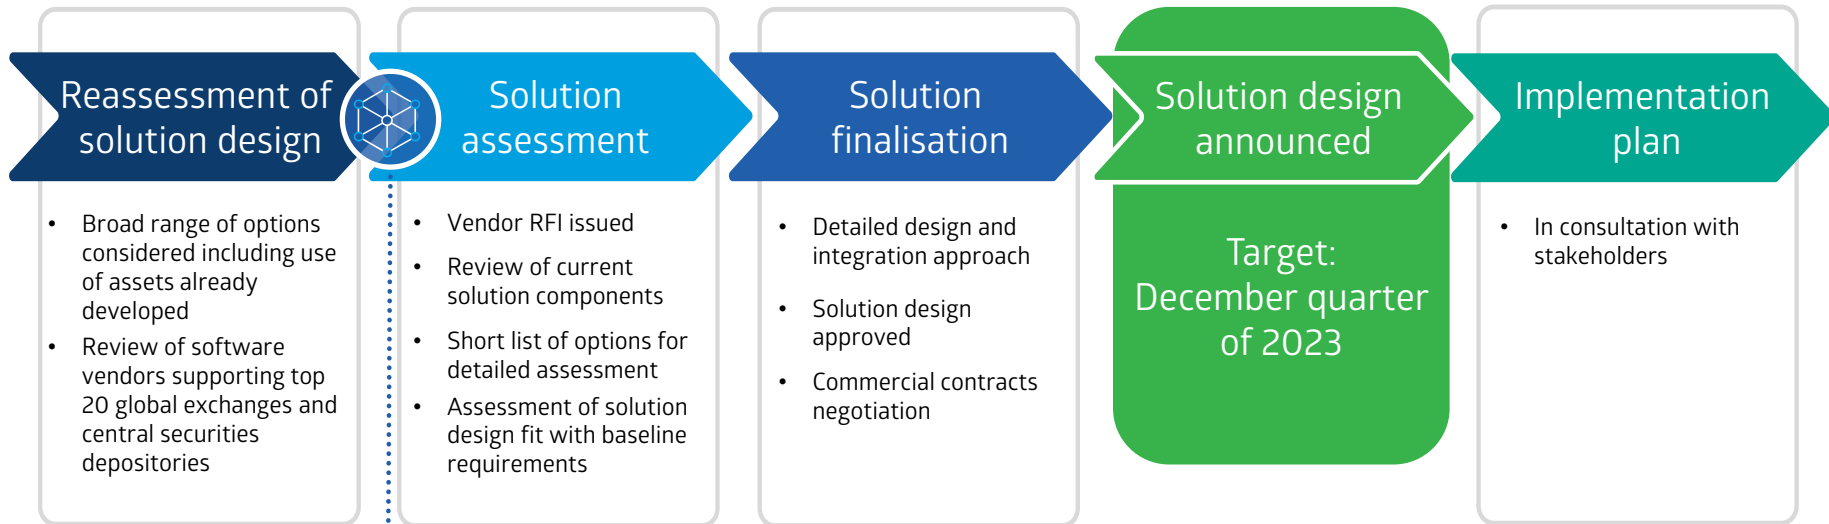 Reassessment of
solution design
• Broad range of options
considered including use
of assets already
developed
• Review of software
vendors supporting top
20 global exchanges and
central securities
depositories
Solution
assessment
• Vendor RFI issued
• Review of current
solution components
• Short list of options for
detailed assessment
• Assessment of solution
design fit with baseline
requirements
Solution
finalisation
• Detailed design and
integration approach
• Solution design
approved
• Commercial contracts
negotiation
Solution design
announced
Target:
December quarter
of 2023
Implementation
plan
• In consultation with
stakeholders